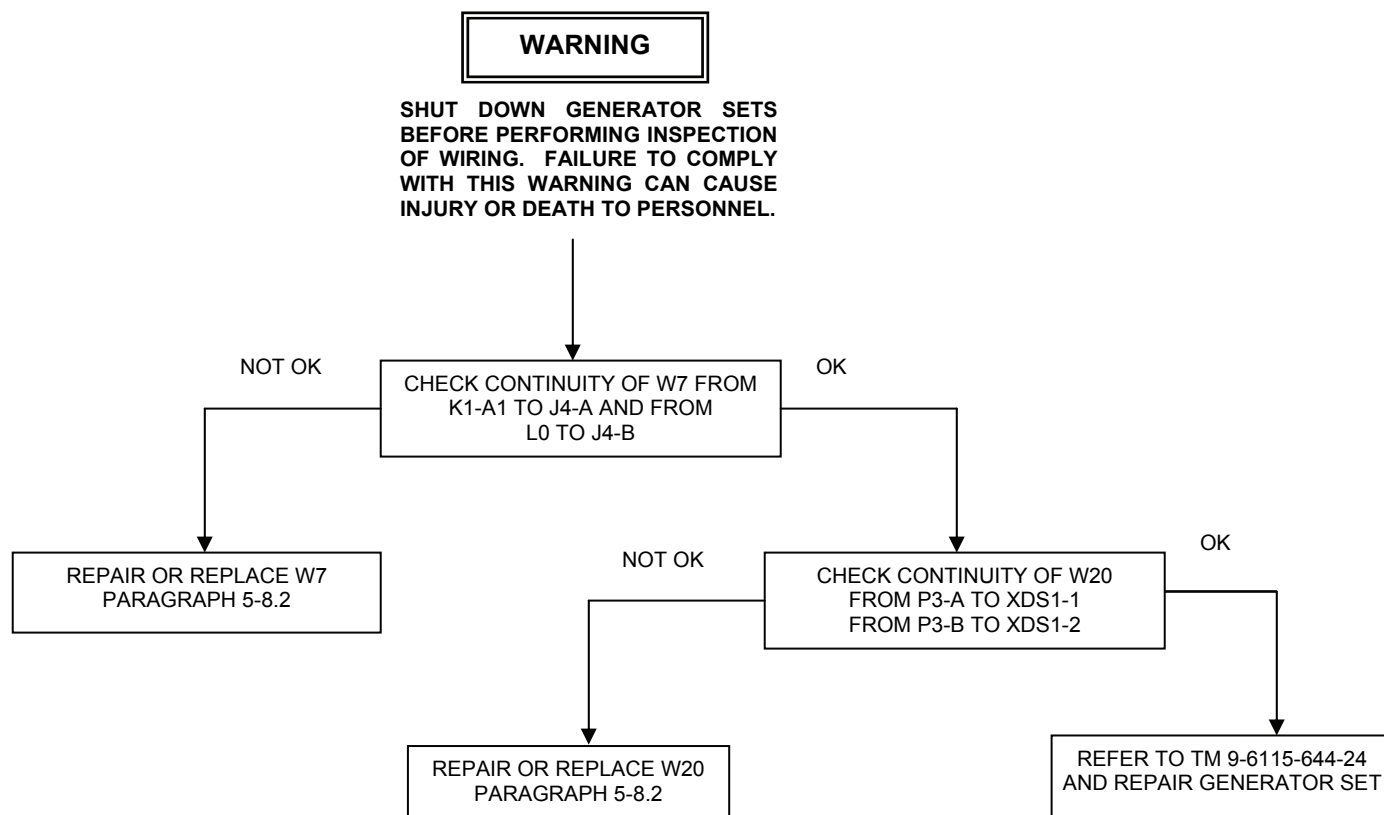 WARNING
SHUT DOWN GENERATOR SETS
BEFORE PERFORMING INSPECTION
OF WIRING. FAILURE TO COMPLY
WITH THIS WARNING CAN CAUSE
INJURY OR DEATH TO PERSONNEL.
NOT OK
OK
CHECK CONTINUITY OF W7 FROM
K1-A1 TO J4-A AND FROM
L0 TO J4-B
REPAIR OR REPLACE W7
PARAGRAPH 5-8.2
NOT OK
OK
CHECK CONTINUITY OF W20
FROM P3-A TO XDS1-1
FROM P3-B TO XDS1-2
REPAIR OR REPLACE W20
PARAGRAPH 5-8.2
REFER TO TM 9-6115-644-24
AND REPAIR GENERATOR SET